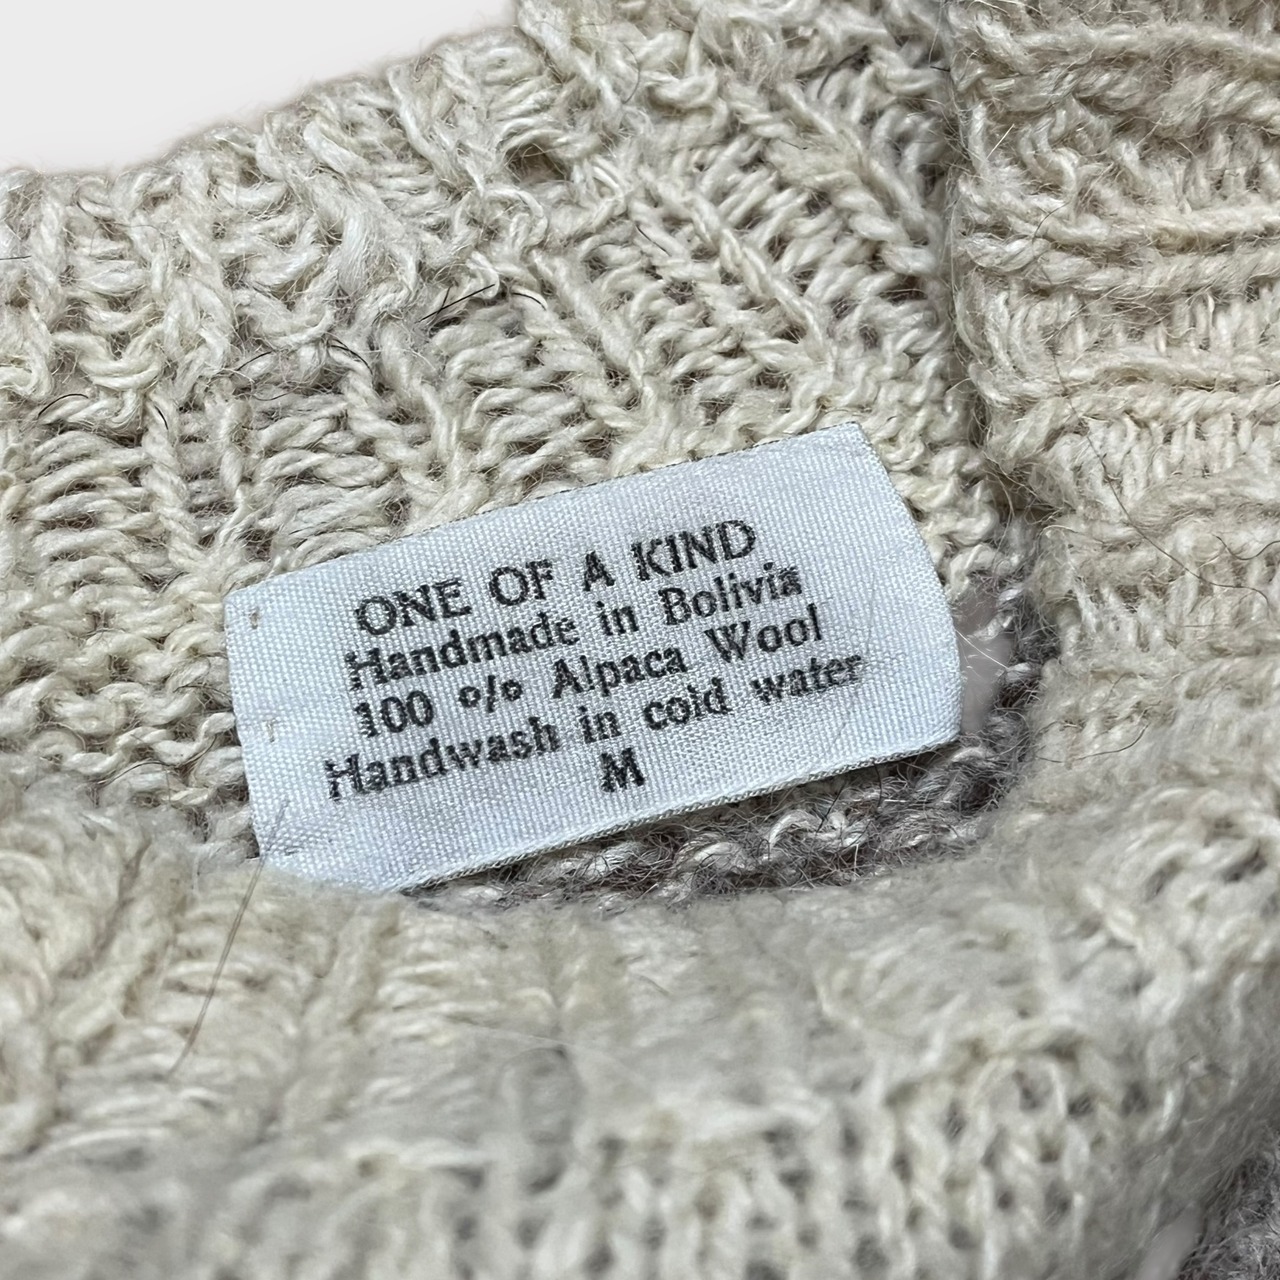 ONE OF A KIND
Handmade in Bolivia
100 o/o Alpaca Wool
Handwash in cold water
M